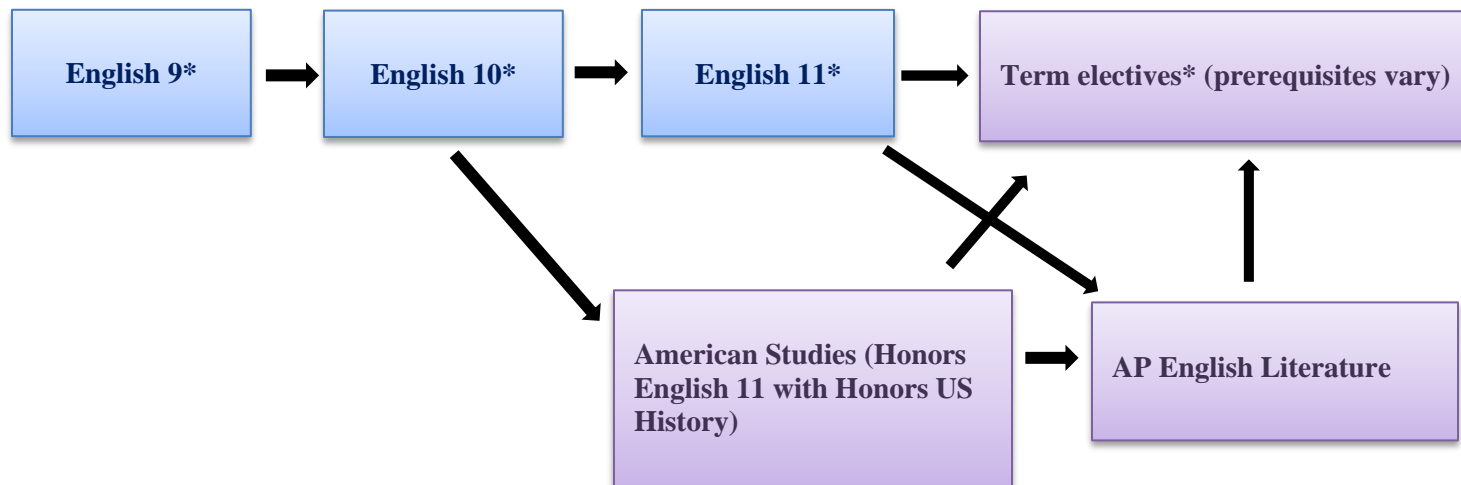 English 9*
English 10*
English 11*
Term electives* (prerequisites vary)
American Studies (Honors
English 11 with Honors US
History)
AP English Literature